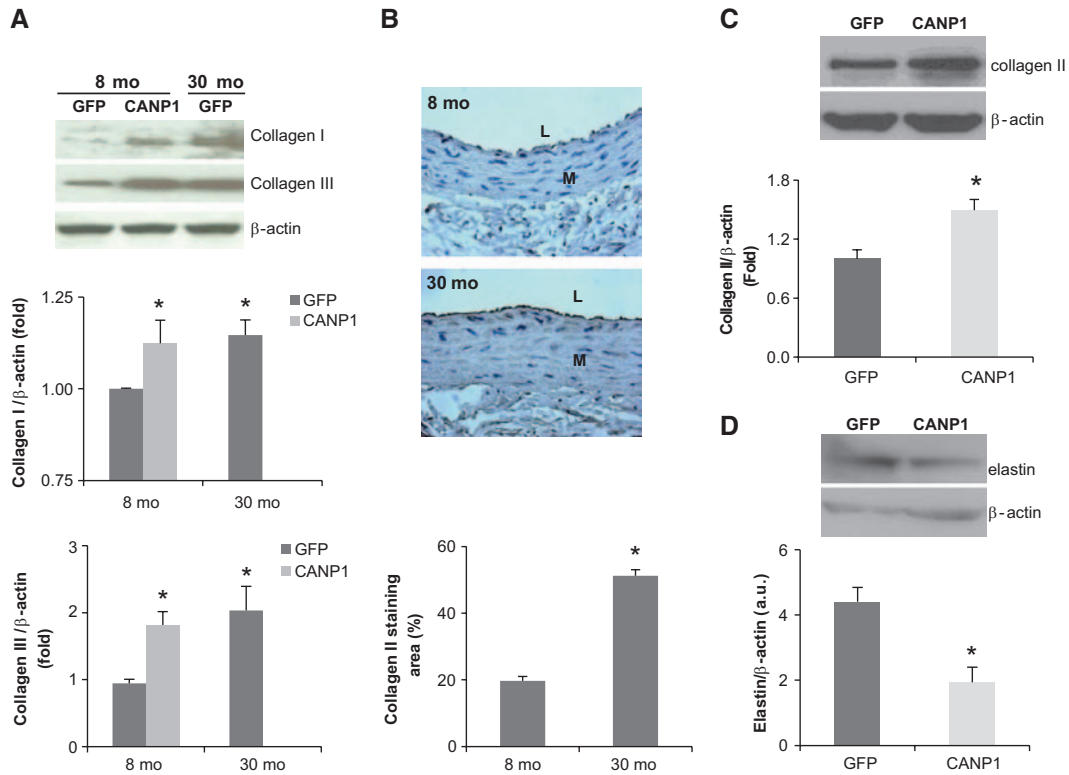 A
8 mo 30 mo
GFP CANP1 GFP
Collagen I
Collagen III
β-actin
Collagen I/β-actin (fold)
1.25
1.00
0.75
* *
GFP
CANP1
8 mo 30 mo
Collagen III/β-actin
(fold)
3
2
1
0
* *
GFP
CANP1
8 mo 30 mo
B
8 mo
L
M
30 mo
L
M
Collagen II staining
area (%)
60
40
20
0
*
8 mo 30 mo
C
GFP CANP1
collagen II
β-actin
Collagen II/β-actin
(Fold)
1.8
1.4
1.2
0.8
*
GFP CANP1
D
GFP CANP1
elastin
β-actin
Elastin/β-actin (a.u.)
6
4
2
0
*
GFP CANP1